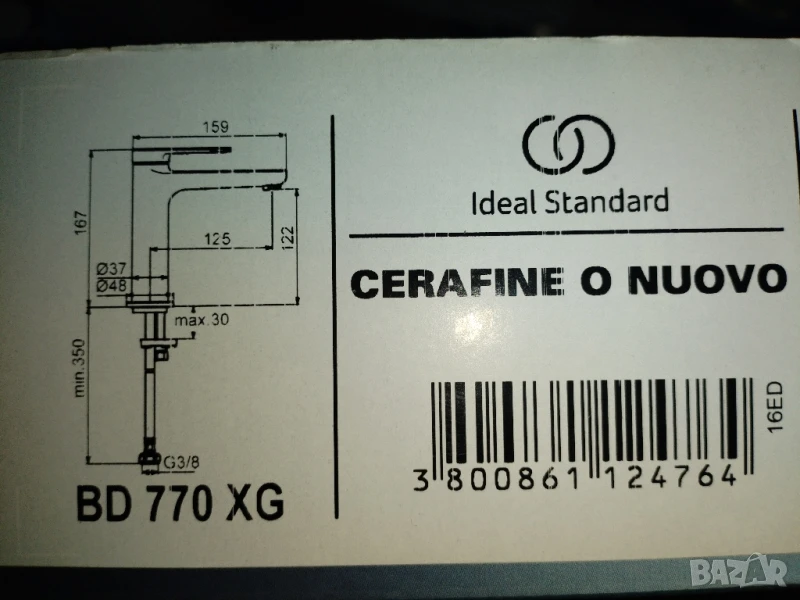 159
167
125
122
Ø37
Ø48
max.30
min.350
G3/8
BD 770 XG
Ideal Standard
CERAFINE O NUOVO
16ED
3 800861 124764
BAZAR